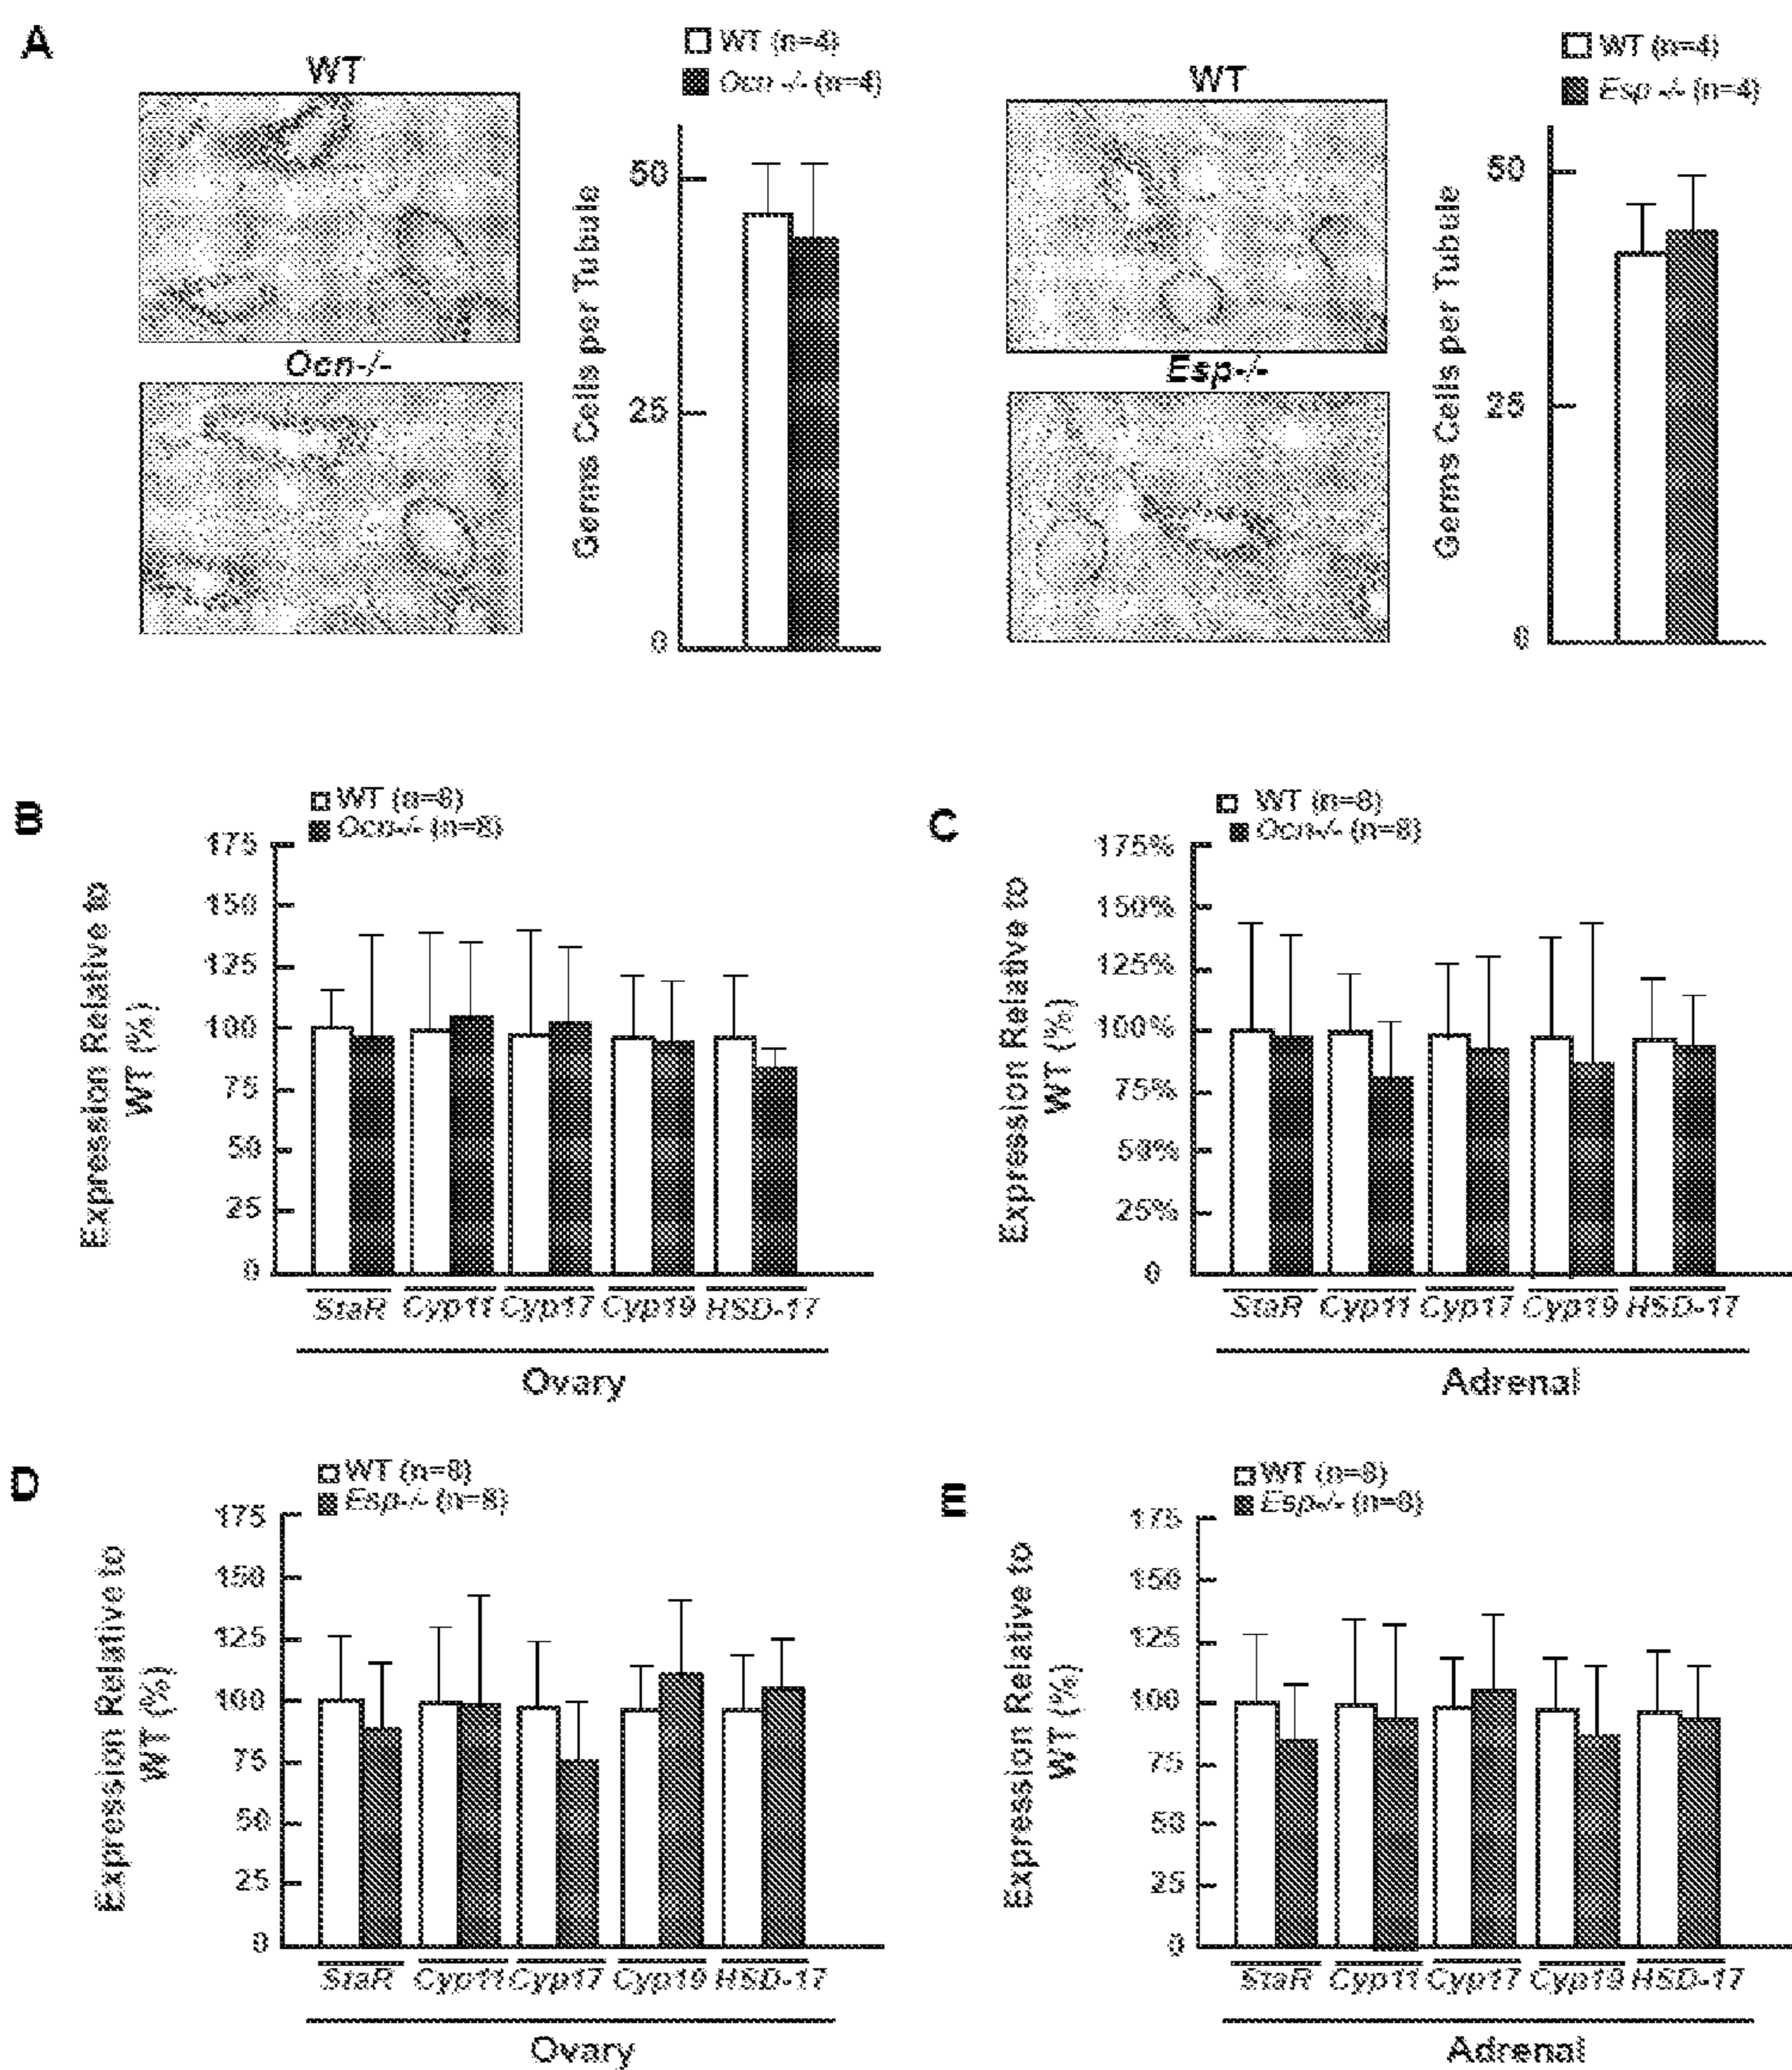 A
WT
Ocn-/-
WT (n=4)
Ocn -/- (n=4)
Germs Cells per Tubule
50
25
0
WT
Esp-/-
WT (n=4)
Esp -/- (n=4)
Germs Cells per Tubule
50
25
0
B
WT (n=8)
Ocn-/- (n=8)
Expression Relative to
WT (%)
175
150
125
100
75
50
25
0
StaR Cyp11 Cyp17 Cyp19 HSD-17
Ovary
C
WT (n=8)
Ocn-/- (n=8)
Expression Relative to
WT (%)
175%
150%
125%
100%
75%
50%
25%
0
StaR Cyp11 Cyp17 Cyp19 HSD-17
Adrenal
D
WT (n=8)
Esp-/- (n=8)
Expression Relative to
WT (%)
175
150
125
100
75
50
25
0
StaR Cyp11 Cyp17 Cyp19 HSD-17
Ovary
E
WT (n=8)
Esp-/- (n=8)
Expression Relative to
WT (%)
175
150
125
100
75
50
25
0
StaR Cyp11 Cyp17 Cyp19 HSD-17
Adrenal